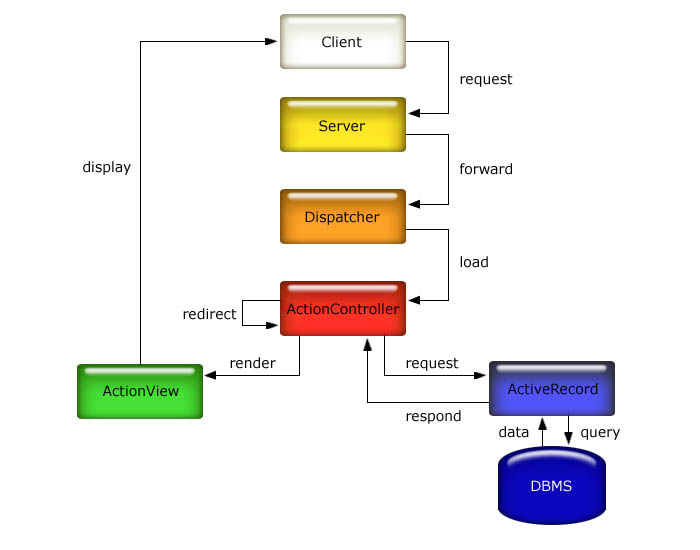 Client
request
Server
display
forward
Dispatcher
load
ActionController
redirect
render
request
ActionView
ActiveRecord
respond
data
query
DBMS